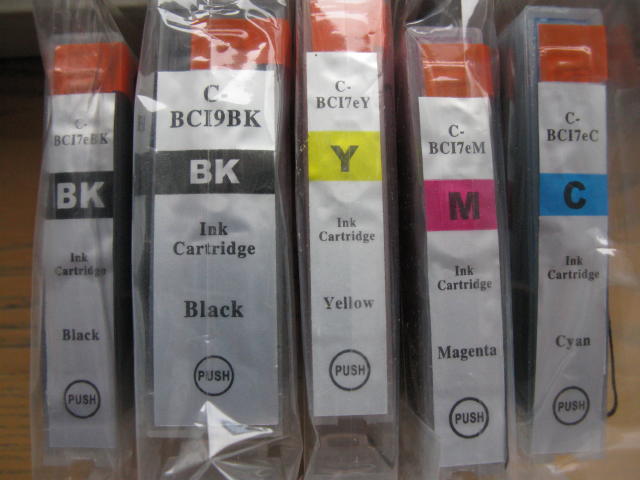 C-
BCI7eBK
BK
Ink
Cartridge
Black
PUSH
C-
BCI9BK
BK
Ink
Cartridge
Black
PUSH
C-
BCI7eY
Y
Ink
Cartridge
Yellow
PUSH
C-
BCI7eM
M
Ink
Cartridge
Magenta
PUSH
C-
BCI7eC
C
Ink
Cartridge
Cyan
PUSH